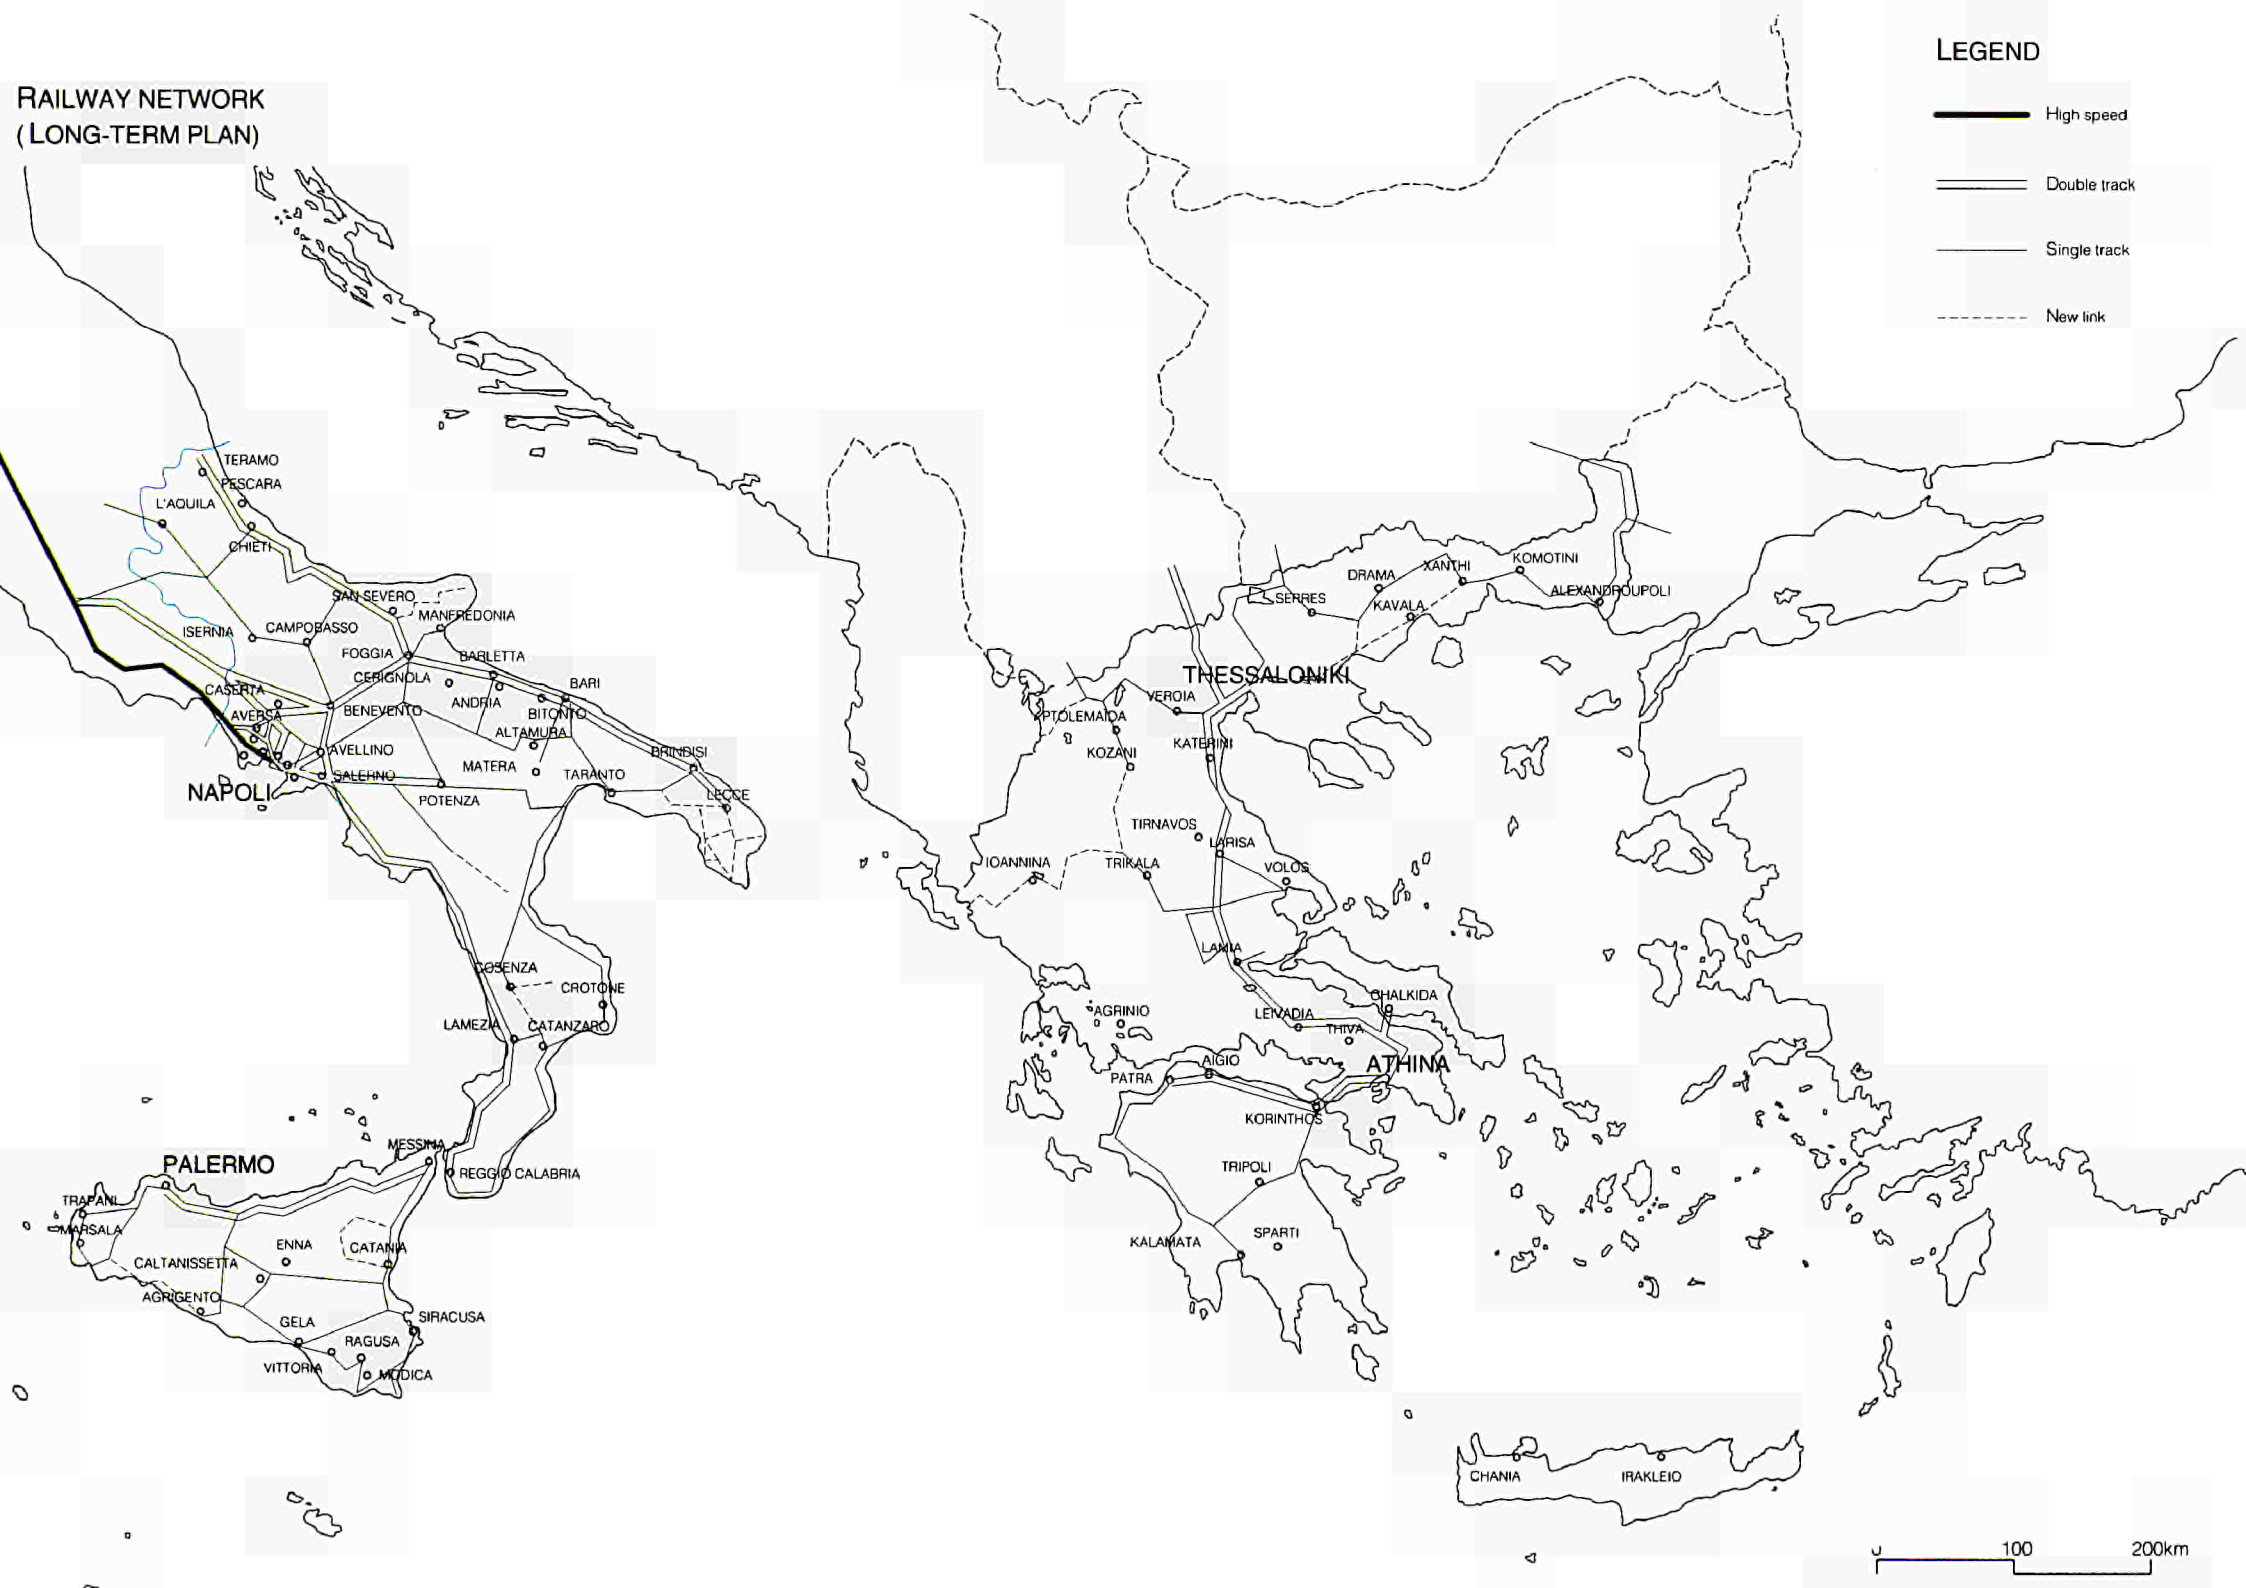 RAILWAY NETWORK
(LONG-TERM PLAN)
LEGEND
High speed
Double track
Single track
New link
TERAMO
PESCARA
L'AQUILA
CHIETI
SAN SEVERO
MANFREDONIA
ISERNIA
CAMPOBASSO
FOGGIA
BARLETTA
CERIGNOLA
CASERTA
ANDRIA
BARI
AVERSA
BENEVENTO
BITONTO
ALTAMURA
AVELLINO
BRINDISI
MATERA
SALERNO
TARANTO
NAPOLI
POTENZA
LECCE
COSENZA
CROTONE
LAMEZIA
CATANZARO
MESSINA
PALERMO
REGGIO CALABRIA
TRAPANI
MARSALA
ENNA
CATANIA
CALTANISSETTA
AGRIGENTO
GELA
SIRACUSA
RAGUSA
VITTORIA
MODICA
KOMOTINI
XANTHI
DRAMA
ALEXANDROUPOLI
SERRES
KAVALA
THESSALONIKI
VEROIA
PTOLEMAIDA
KATERINI
KOZANI
TIRNAVOS
LARISA
IOANNINA
TRIKALA
VOLOS
LAMIA
CHALKIDA
AGRINIO
LEIVADIA
THIVA
ATHINA
AIGIO
PATRA
KORINTHOS
TRIPOLI
SPARTI
KALAMATA
CHANIA
IRAKLEIO
0 100 200km